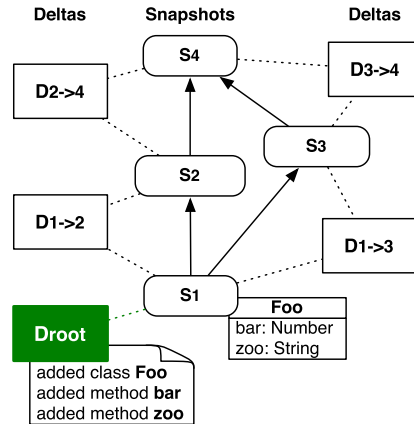 Deltas Snapshots Deltas
S4
D2->4
D3->4
S3
S2
D1->2
D1->3
S1
Foo
bar: Number
zoo: String
Droot
added class Foo
added method bar
added method zoo